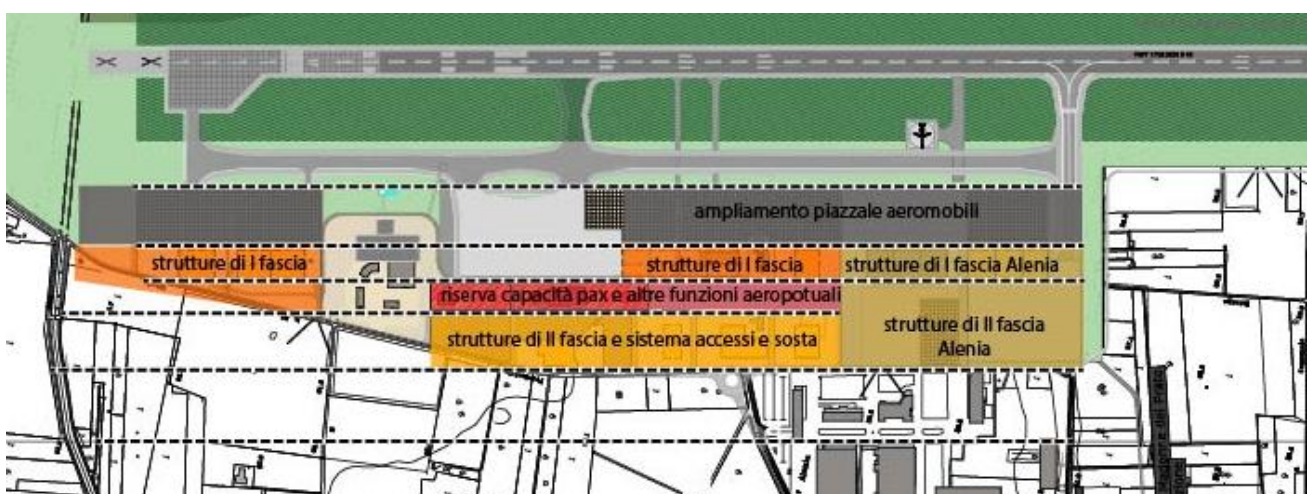 ampliamento piazzale aeromobili
strutture di I fascia
strutture di I fascia
strutture di I fascia Alenia
riserva capacità pax e altre funzioni aeropotuali
strutture di II fascia e sistema accessi e sosta
strutture di II fascia
Alenia